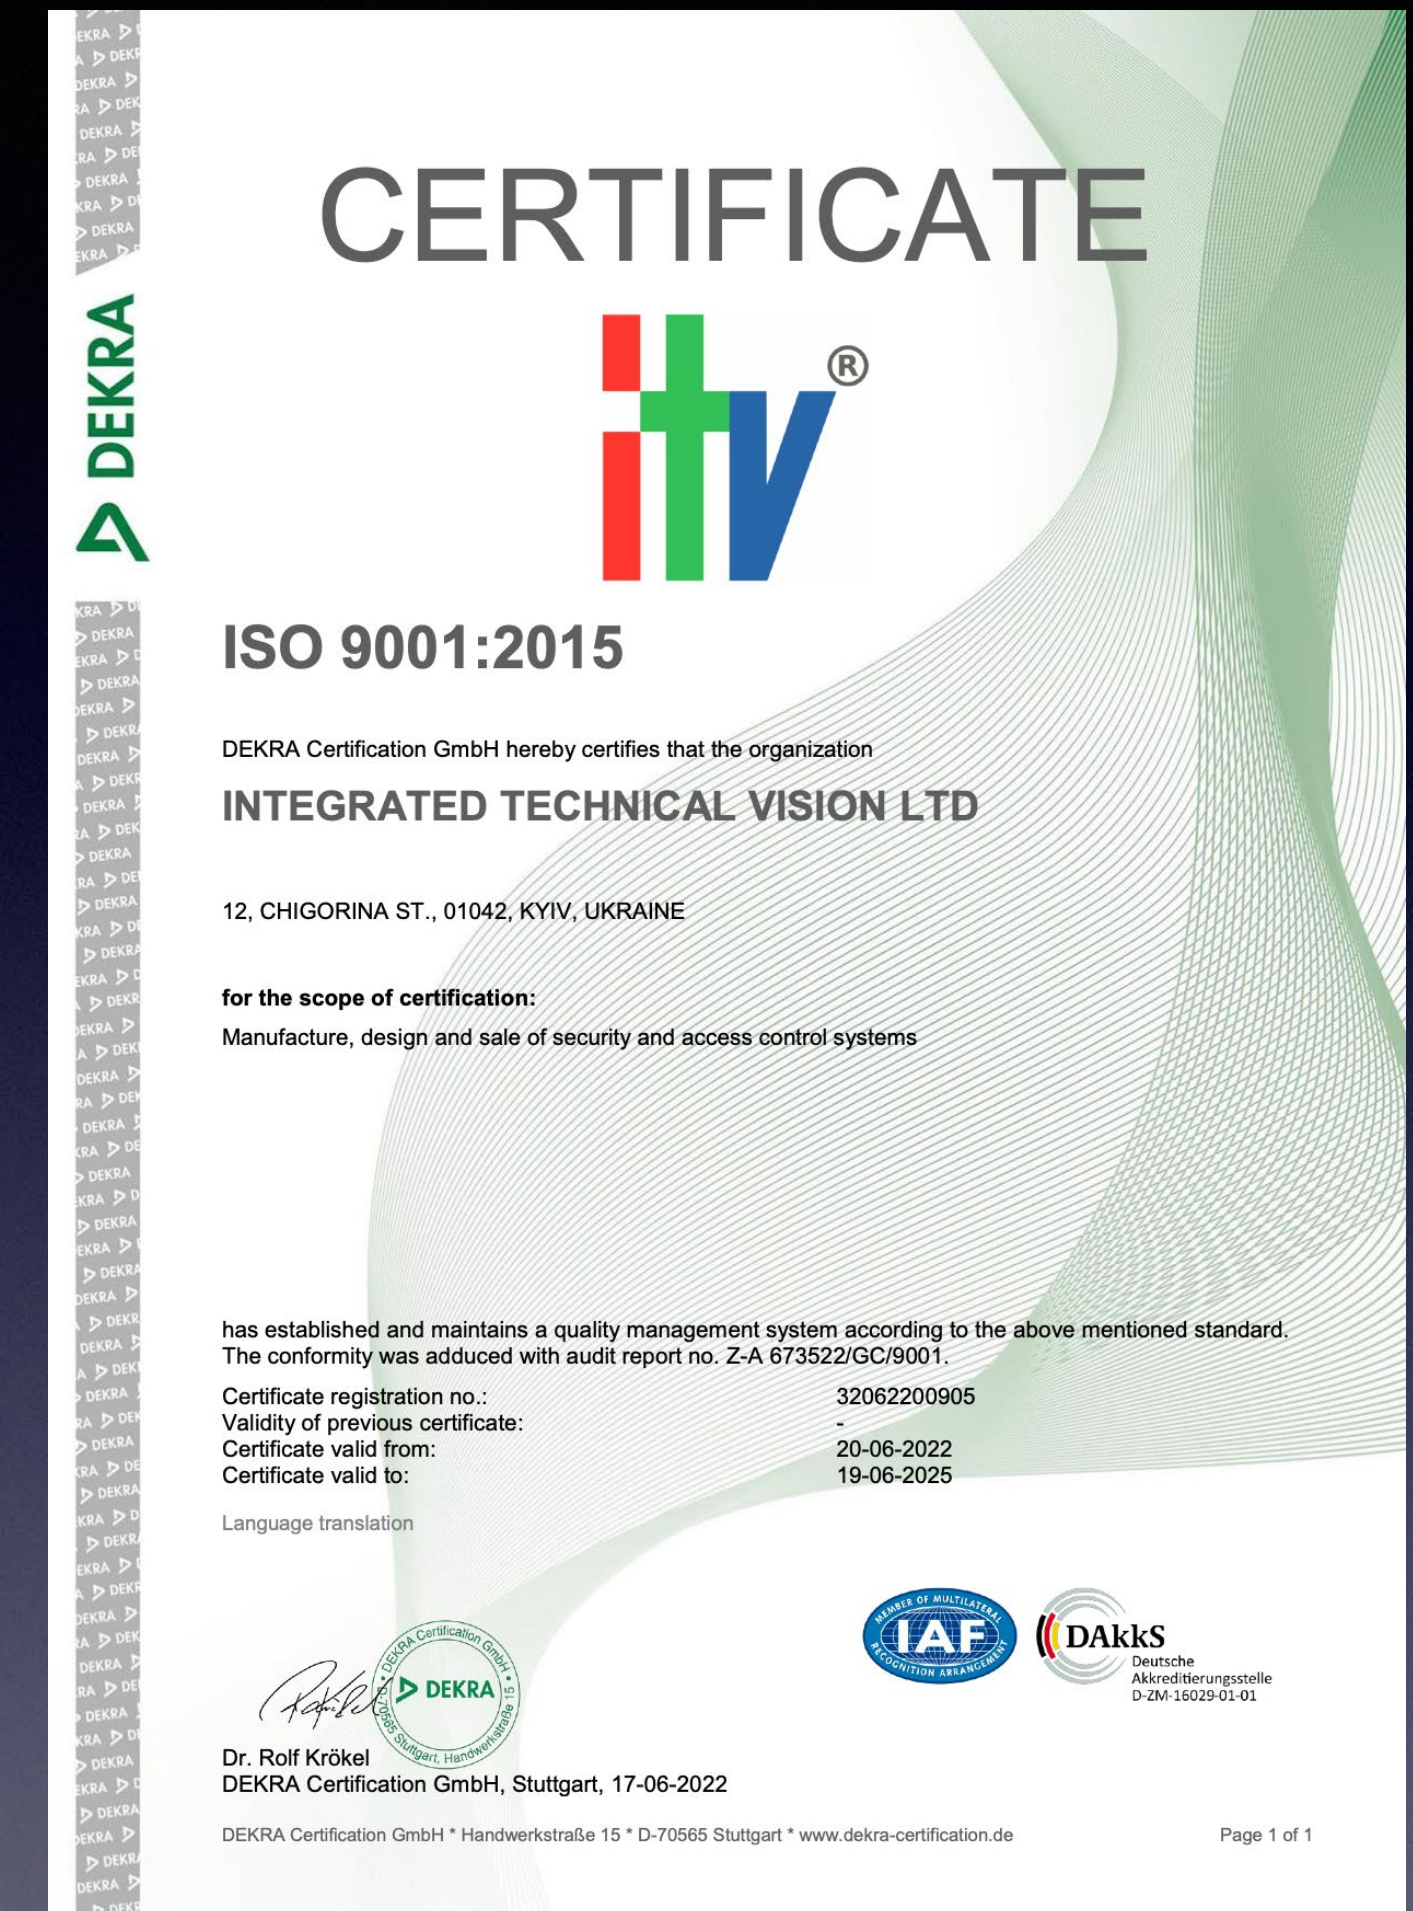 CERTIFICATE
itv®
DEKRA
ISO 9001:2015
DEKRA Certification GmbH hereby certifies that the organization
INTEGRATED TECHNICAL VISION LTD
12, CHIGORINA ST., 01042, KYIV, UKRAINE
for the scope of certification:
Manufacture, design and sale of security and access control systems
has established and maintains a quality management system according to the above mentioned standard.
The conformity was adduced with audit report no. Z-A 673522/GC/9001.
Certificate registration no.: 32062200905
Validity of previous certificate: -
Certificate valid from: 20-06-2022
Certificate valid to: 19-06-2025
Language translation
MEMBER OF MULTILATERAL
IAF
RECOGNITION ARRANGEMENT
DAkkS
Deutsche
Akkreditierungsstelle
D-ZM-16029-01-01
DEKRA Certification GmbH • D-70565 Stuttgart, Handwerkstraße 15 •
DEKRA
Dr. Rolf Krökel
DEKRA Certification GmbH, Stuttgart, 17-06-2022
DEKRA Certification GmbH * Handwerkstraße 15 * D-70565 Stuttgart * www.dekra-certification.de Page 1 of 1